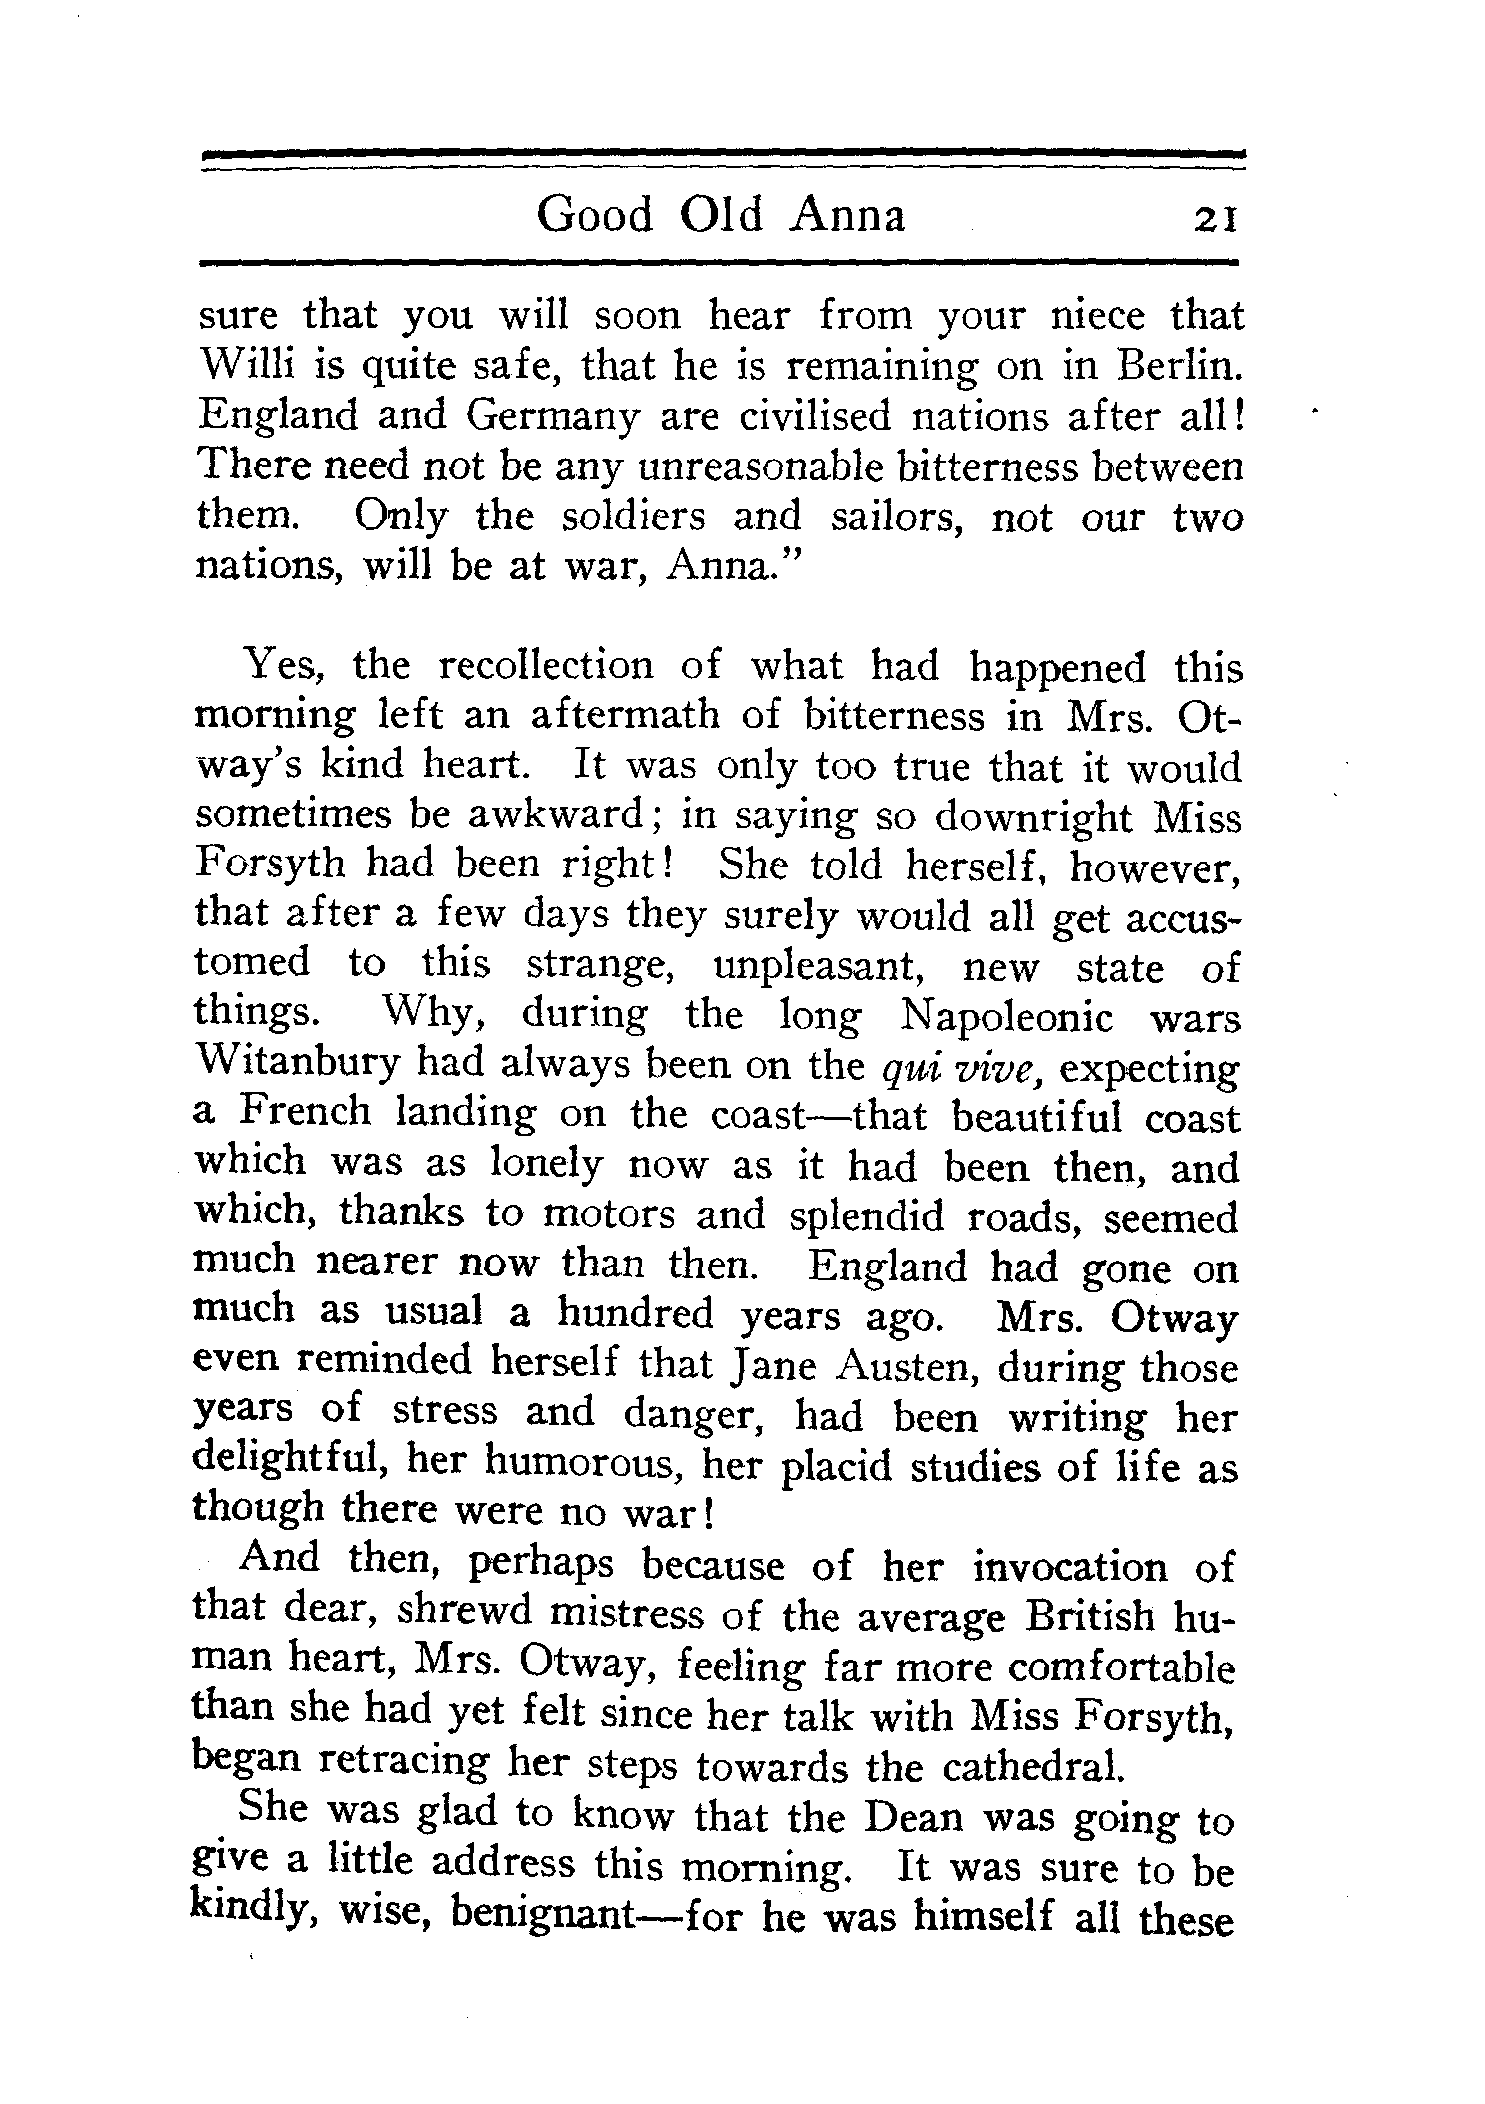 Good Old Anna 21
sure that you will soon hear from your niece that
Willi is quite safe, that he is remaining on in Berlin.
England and Germany are civilised nations after all!
There need not be any unreasonable bitterness between
them. Only the soldiers and sailors, not our two
nations, will be at war, Anna.”
Yes, the recollection of what had happened this
morning left an aftermath of bitterness in Mrs. Ot-
way's kind heart. It was only too true that it would
sometimes be awkward; in saying so downright Miss
Forsyth had been right! She told herself, however,
that after a few days they surely would all get accus-
tomed to this strange, unpleasant, new state of
things. Why, during the long Napoleonic wars
Witanbury had always been on the qui vive, expecting
a French landing on the coast—that beautiful coast
which was as lonely now as it had been then, and
which, thanks to motors and splendid roads, seemed
much nearer now than then. England had gone on
much as usual a hundred years ago. Mrs. Otway
even reminded herself that Jane Austen, during those
years of stress and danger, had been writing her
delightful, her humorous, her placid studies of life as
though there were no war!
And then, perhaps because of her invocation of
that dear, shrewd mistress of the average British hu-
man heart, Mrs. Otway, feeling far more comfortable
than she had yet felt since her talk with Miss Forsyth,
began retracing her steps towards the cathedral.
She was glad to know that the Dean was going to
give a little address this morning. It was sure to be
kindly, wise, benignant—for he was himself all these